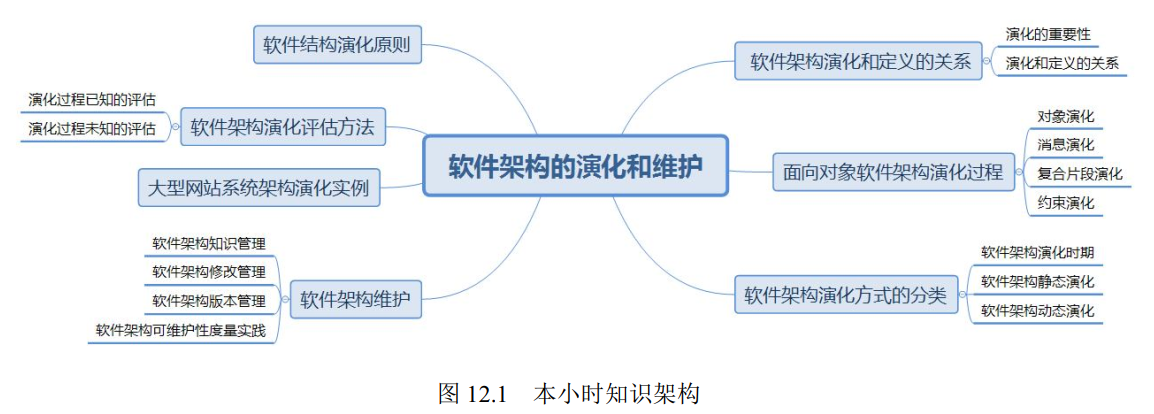 软件架构的演化和维护
软件架构演化和定义的关系
演化的重要性
演化和定义的关系
面向对象软件架构演化过程
对象演化
消息演化
复合片段演化
约束演化
软件架构演化方式的分类
软件架构演化时期
软件架构静态演化
软件架构动态演化
软件结构演化原则
软件架构演化评估方法
演化过程已知的评估
演化过程未知的评估
大型网站系统架构演化实例
软件架构维护
软件架构知识管理
软件架构修改管理
软件架构版本管理
软件架构可维护性度量实践
图 12.1 本小时知识架构